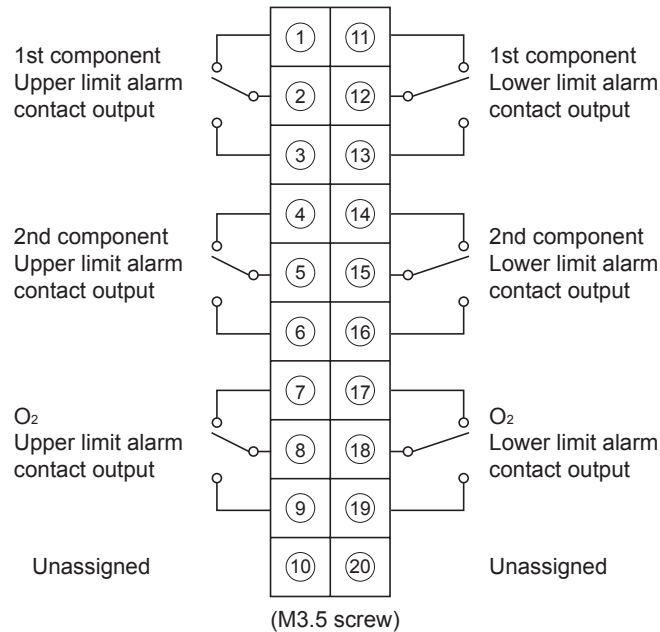 1st component
Upper limit alarm
contact output
1 11
2 12
3 13
1st component
Lower limit alarm
contact output
2nd component
Upper limit alarm
contact output
4 14
5 15
6 16
2nd component
Lower limit alarm
contact output
O₂
Upper limit alarm
contact output
7 17
8 18
9 19
O₂
Lower limit alarm
contact output
Unassigned
10 20
Unassigned
(M3.5 screw)